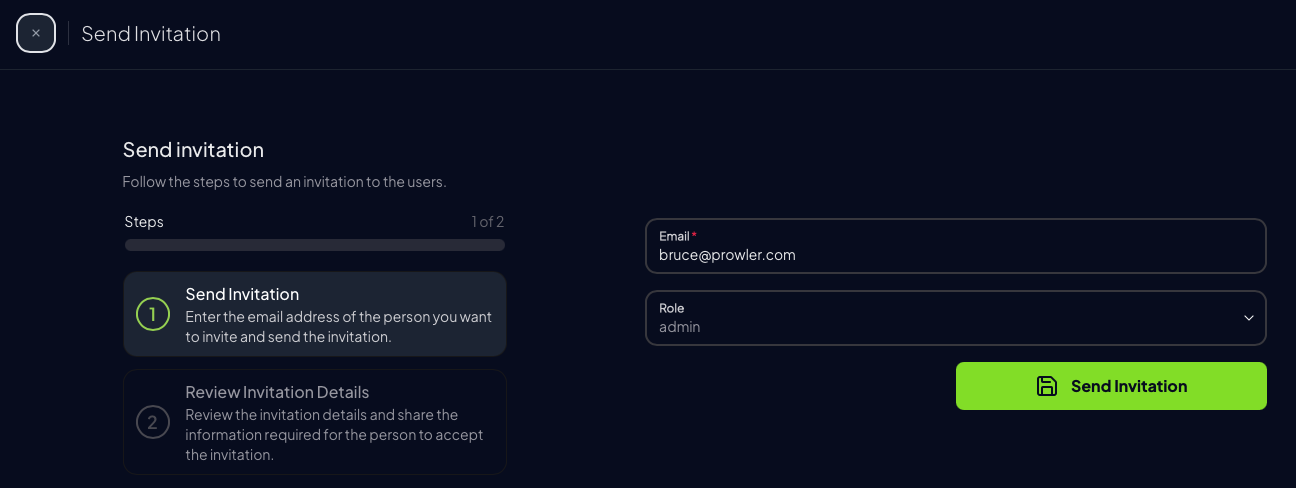 Send Invitation
Send invitation
Follow the steps to send an invitation to the users.
Steps
1 of 2
1
Send Invitation
Enter the email address of the person you want
to invite and send the invitation.
2
Review Invitation Details
Review the invitation details and share the
information required for the person to accept
the invitation.
Email *
bruce@prowler.com
Role
admin
Send Invitation